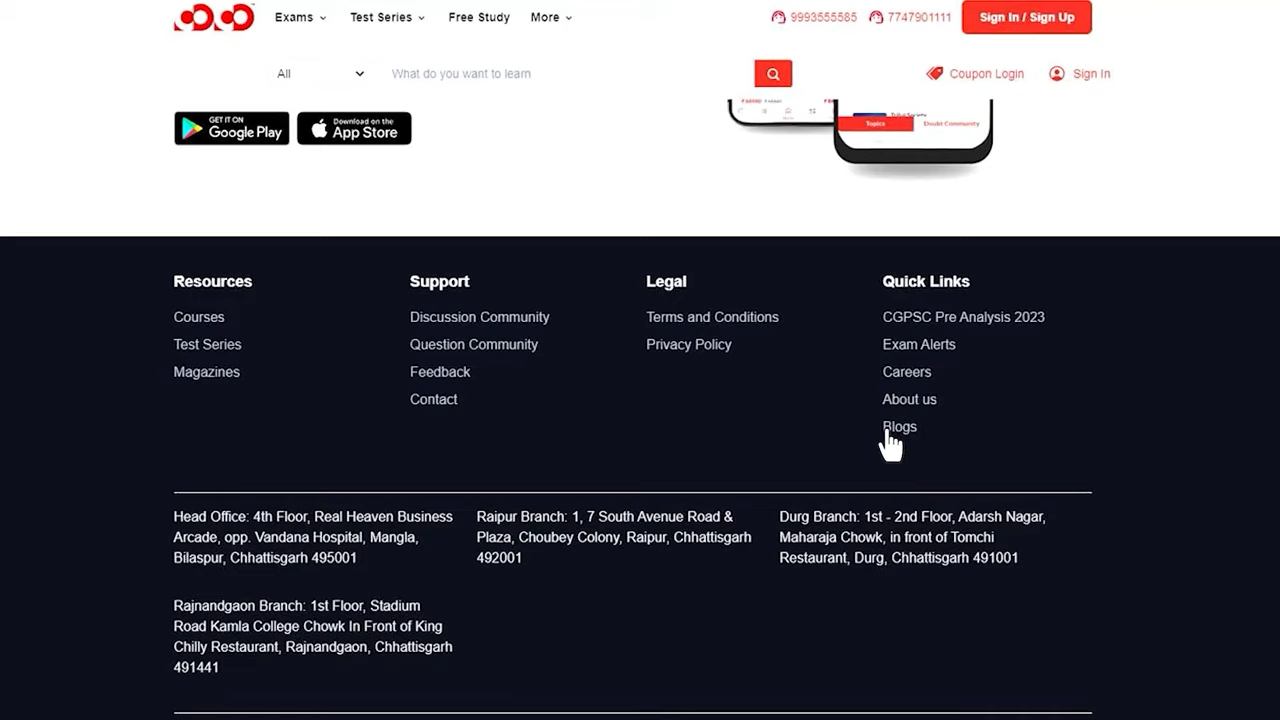 Exams Test Series Free Study More 9993555585 7747901111 Sign In / Sign Up
All What do you want to learn Coupon Login Sign In
GET IT ON Google Play Download on the App Store
Topics Doubt Community
Resources
Courses
Test Series
Magazines
Support
Discussion Community
Question Community
Feedback
Contact
Legal
Terms and Conditions
Privacy Policy
Quick Links
CGPSC Pre Analysis 2023
Exam Alerts
Careers
About us
Blogs
Head Office: 4th Floor, Real Heaven Business
Arcade, opp. Vandana Hospital, Mangla,
Bilaspur, Chhattisgarh 495001
Raipur Branch: 1, 7 South Avenue Road &
Plaza, Choubey Colony, Raipur, Chhattisgarh
492001
Durg Branch: 1st - 2nd Floor, Adarsh Nagar,
Maharaja Chowk, in front of Tomchi
Restaurant, Durg, Chhattisgarh 491001
Rajnandgaon Branch: 1st Floor, Stadium
Road Kamla College Chowk In Front of King
Chilly Restaurant, Rajnandgaon, Chhattisgarh
491441